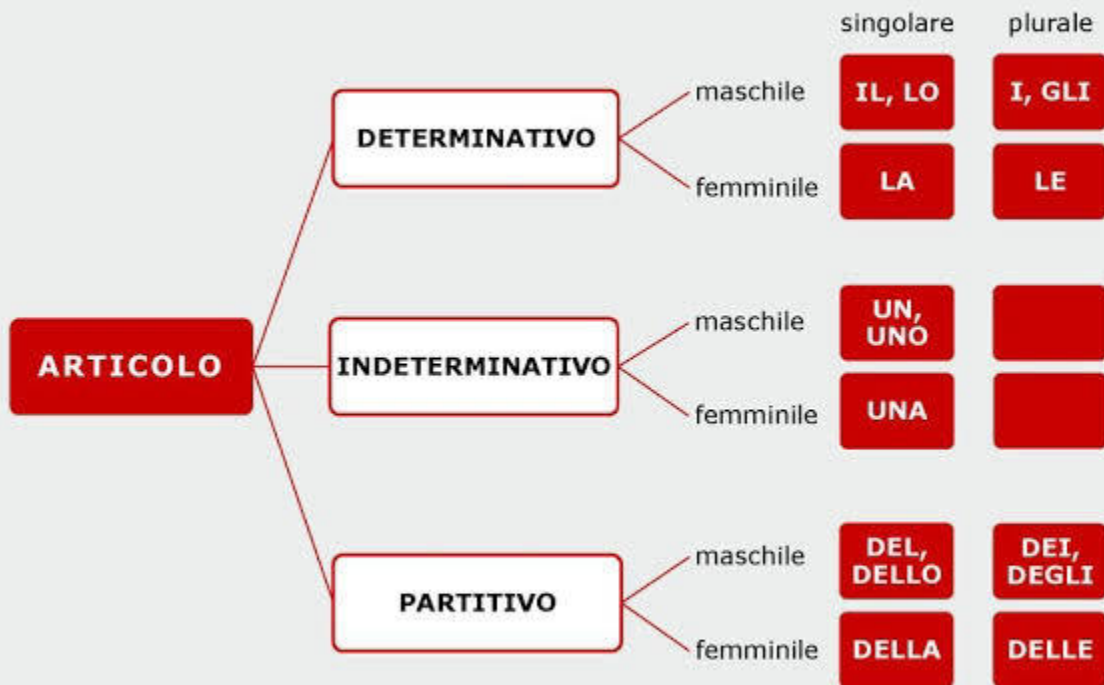 singolare plurale
maschile IL, LO I, GLI
DETERMINATIVO
femminile LA LE
maschile UN, UNO
ARTICOLO INDETERMINATIVO
femminile UNA
maschile DEL, DELLO DEI, DEGLI
PARTITIVO
femminile DELLA DELLE